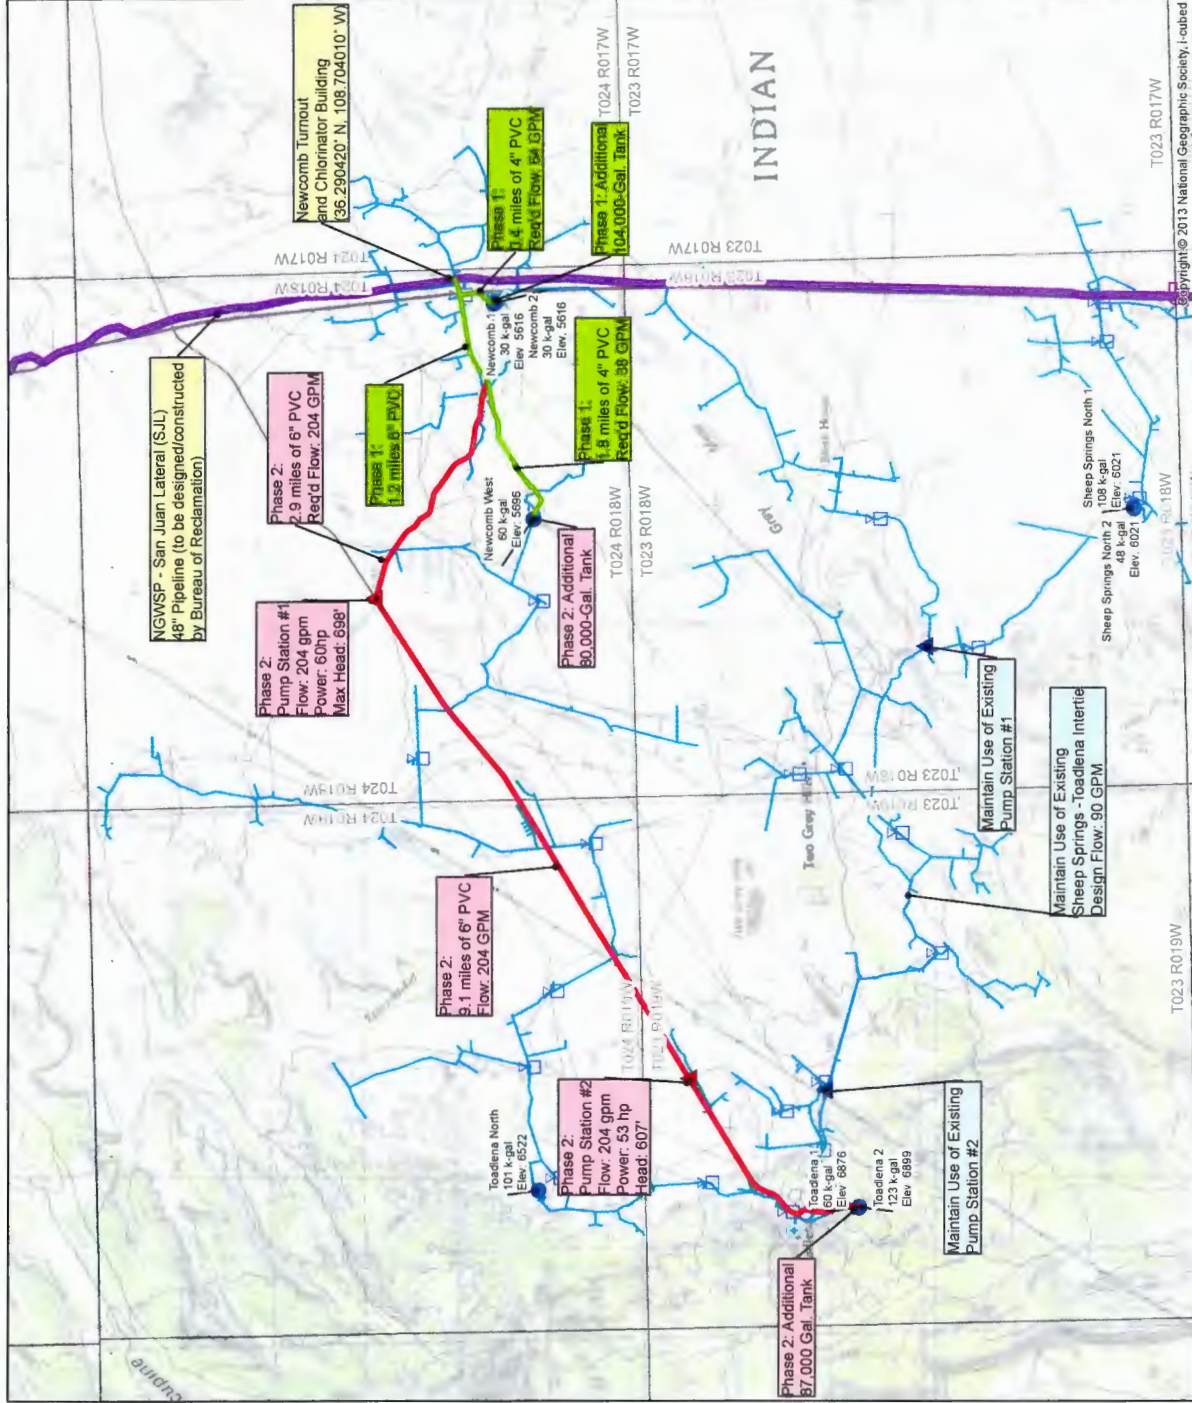 NGWSP - San Juan Lateral (SJL)
48" Pipeline (to be designed/constructed
by Bureau of Reclamation)
Newcomb Turnout
and Chlorinator Building
(36.290420° N, 108.704010° W)
Phase 2:
2.9 miles of 6" PVC
Req'd Flow: 204 GPM
Phase 1:
1.2 miles 6" PVC
Phase 1:
0.4 miles of 4" PVC
Req'd Flow: 64 GPM
Phase 1: Additional
104,000-Gal. Tank
Phase 1:
1.8 miles of 4" PVC
Req'd Flow: 88 GPM
Newcomb 1
30 k-gal
Elev 5616
Newcomb 2
30 k-gal
Elev. 5616
Newcomb West
60 k-gal
Elev: 5695
Phase 2: Additional
80,000-Gal. Tank
Phase 2:
Pump Station #1
Flow: 204 gpm
Power: 60hp
Max Head: 698'
Phase 2:
9.1 miles of 6" PVC
Flow: 204 GPM
Phase 2:
Pump Station #2
Flow: 204 gpm
Power: 53 hp
Head: 607'
Toadlena North
101 k-gal
Elev: 6522
Toadlena 1
60 k-gal
Elev 6876
Toadlena 2
123 k-gal
Elev 6899
Phase 2: Additional
87,000 Gal. Tank
Maintain Use of Existing
Pump Station #2
Maintain Use of Existing
Sheep Springs -Toadlena Intertie
Design Flow: 90 GPM
Maintain Use of Existing
Pump Station #1
Sheep Springs North 1
108 k-gal
Elev: 6021
Sheep Springs North 2
48 k-gal
Elev. 6021
INDIAN
Two Grey
T024 R017W
T024 R018W
T024 R017W
T023 R017W
T023 R017W
T023 R018W
T024 R018W
T023 R018W
T024 R018W
T024 R019W
T023 R018W
T023 R019W
T024 R019W
T023 R019W
T023 R019W
T023 R018W
T023 R017W
Copyright:© 2013 National Geographic Society, i-cubed